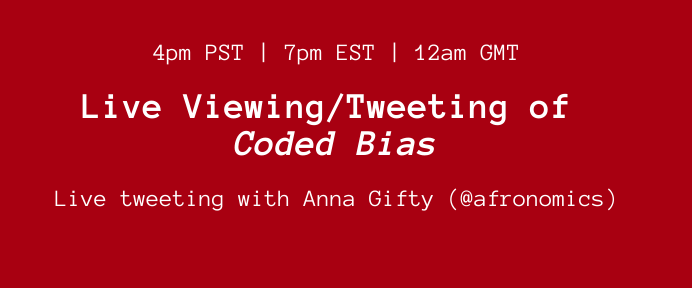 4pm PST | 7pm EST | 12am GMT
Live Viewing/Tweeting of
Coded Bias
Live tweeting with Anna Gifty (@afronomics)